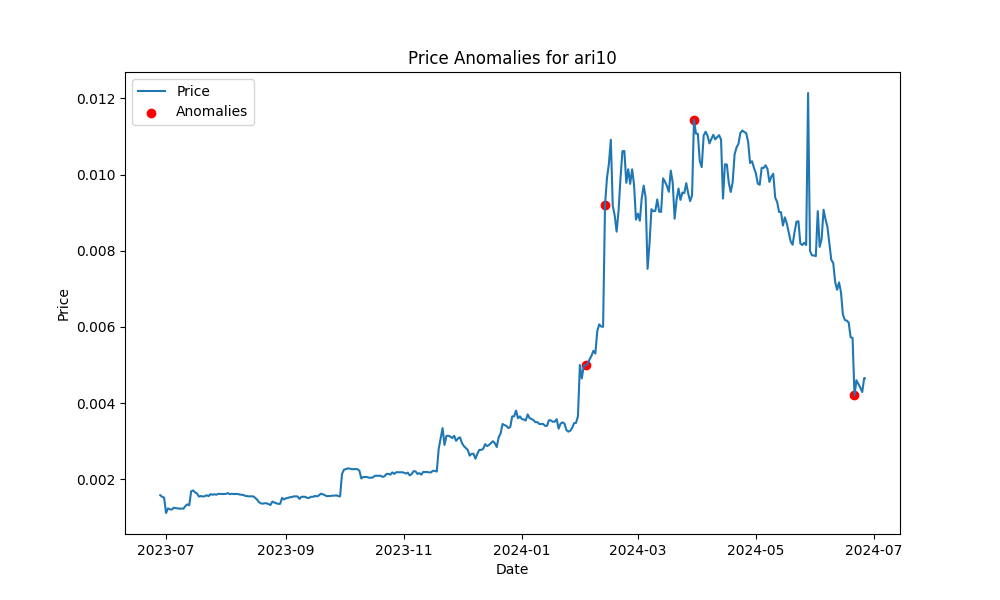 Price Anomalies for ari10
Price
Anomalies
0.012
0.010
0.008
0.006
0.004
0.002
Price
2023-07
2023-09
2023-11
2024-01
2024-03
2024-05
2024-07
Date